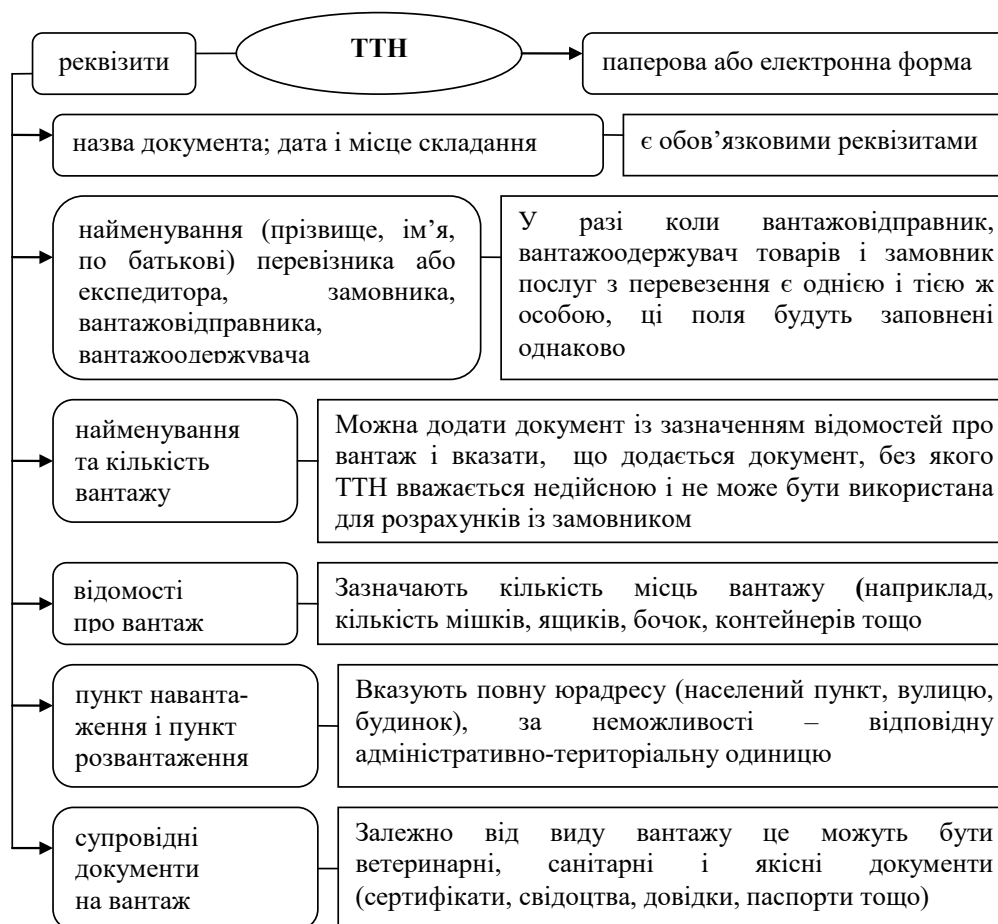 реквізити
ТТН
паперова або електронна форма
назва документа; дата і місце складання
є обов’язковими реквізитами
найменування (прізвище, ім’я,
по батькові) перевізника або
експедитора, замовника,
вантажовідправника,
вантажоодержувача
У разі коли вантажовідправник,
вантажоодержувач товарів і замовник
послуг з перевезення є однією і тією ж
особою, ці поля будуть заповнені
однаково
найменування
та кількість
вантажу
Можна додати документ із зазначенням відомостей про
вантаж і вказати, що додається документ, без якого
ТТН вважається недійсною і не може бути використана
для розрахунків із замовником
відомості
про вантаж
Зазначають кількість місць вантажу (наприклад,
кількість мішків, ящиків, бочок, контейнерів тощо
пункт наванта-
ження і пункт
розвантаження
Вказують повну юрадресу (населений пункт, вулицю,
будинок), за неможливості – відповідну
адміністративно-територіальну одиницю
супровідні
документи
на вантаж
Залежно від виду вантажу це можуть бути
ветеринарні, санітарні і якісні документи
(сертифікати, свідоцтва, довідки, паспорти тощо)